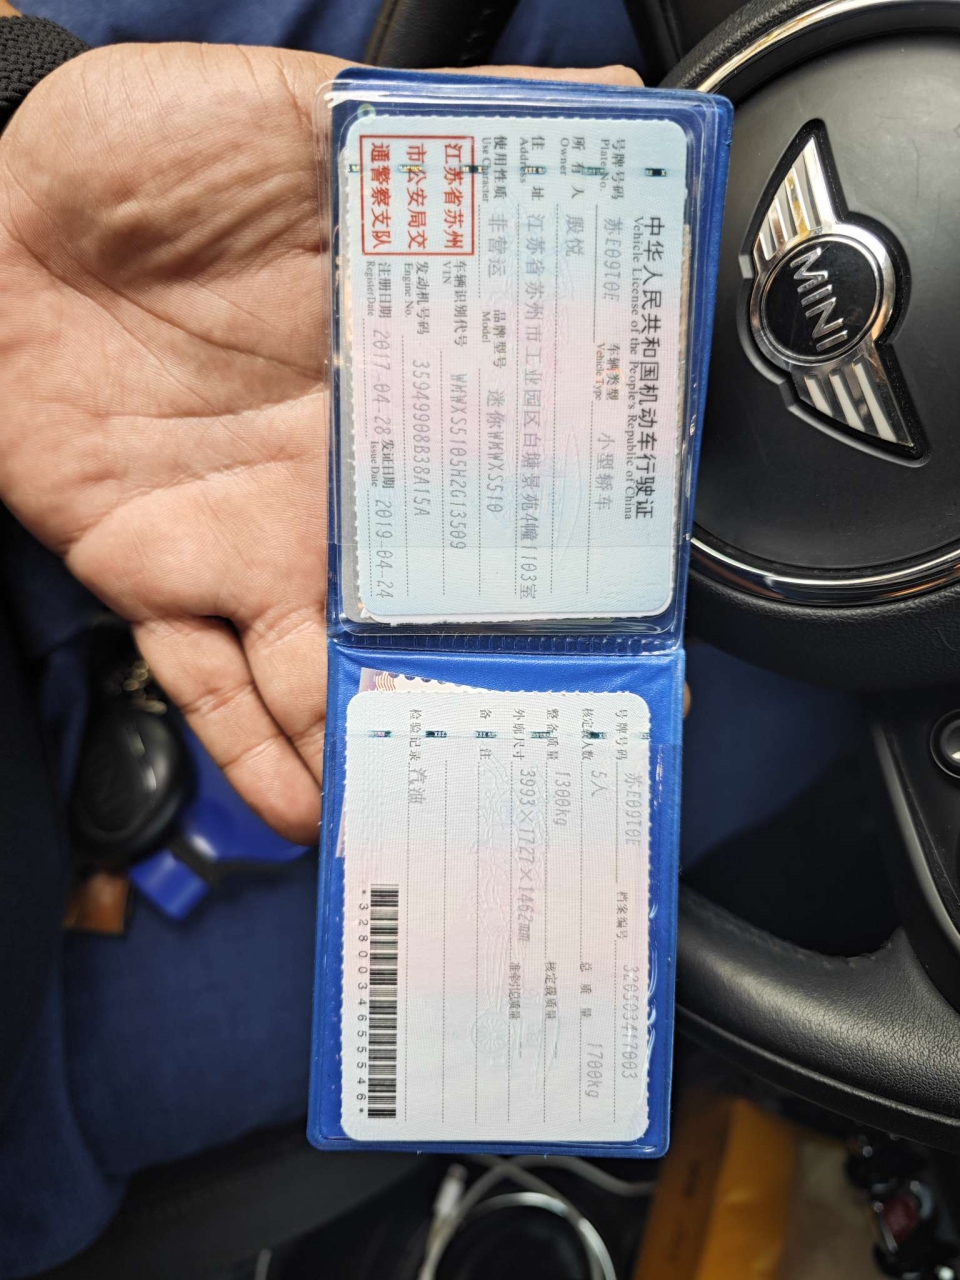 中华人民共和国机动车行驶证
Vehicle License of the People's Republic of China
号牌号码 苏E09T0E 车辆类型 小型轿车
Plate No. Vehicle Type
所有人 殷悦
Owner
住址 江苏省苏州市工业园区白塘景苑4幢1103室
Address
使用性质 非营运 品牌型号 迷你WMWXS510
Use Character Model
江苏省苏州
市公安局交
通警察支队
车辆识别代号 WMWXS5105H2G13509
VIN
发动机号码 35949908B38A15A
Engine No.
注册日期 2017-04-28 发证日期 2019-04-24
Register Date Issue Date
号牌号码 苏E09T0E 档案编号 320503417003
核定载人数 5人 总质量 1700kg
整备质量 1300kg 核定载质量
外廓尺寸 3993×1727×1462mm 准牵引总质量
备注
检验记录 汽油
*3280034655546*
MINI